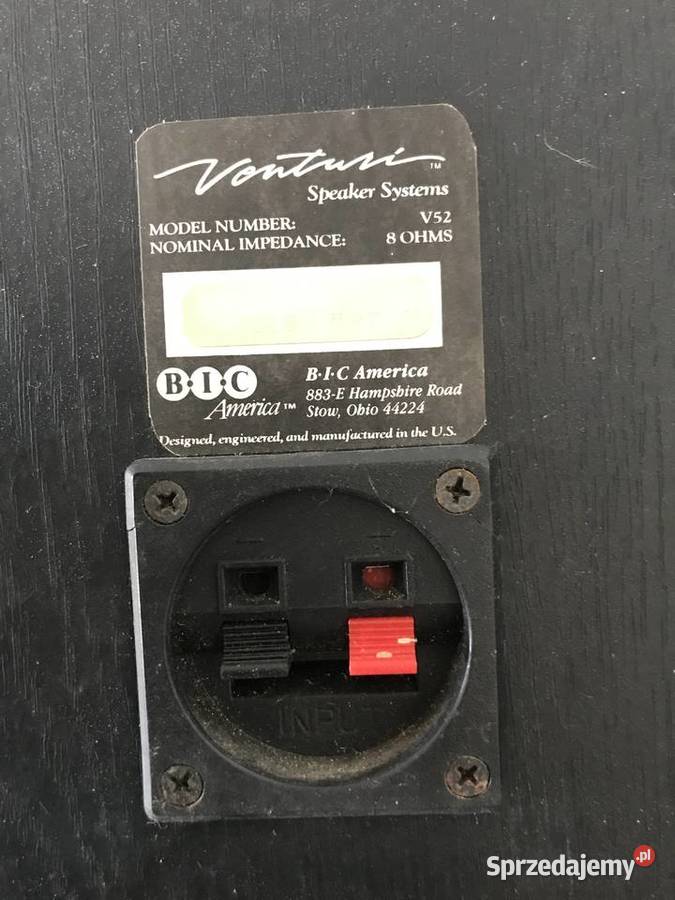 Venturi™
Speaker Systems
MODEL NUMBER: V52
NOMINAL IMPEDANCE: 8 OHMS
B·I·C
America™
B·I·C America
883-E Hampshire Road
Stow, Ohio 44224
Designed, engineered, and manufactured in the U.S.
INPUT
Sprzedajemy.pl